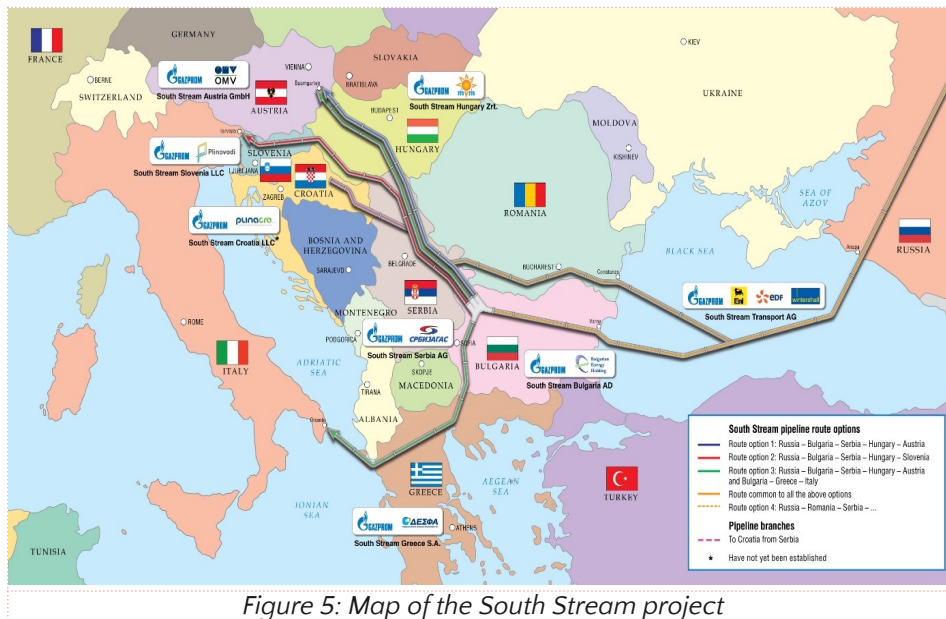 FRANCE
GERMANY
VIENNA
SLOVAKIA
KIEV
GAZPROM
OMV
OMV
South Stream Austria GmbH
BERNE
SWITZERLAND
Baumgarten
BRATISLAVA
AUSTRIA
GAZPROM
mvm
South Stream Hungary Zrt.
UKRAINE
BUDAPEST
HUNGARY
MOLDOVA
KISHINEV
Tarvisio
GAZPROM
Plinovodi
South Stream Slovenia LLC
SLOVENIA
LJUBLJANA
CROATIA
ZAGREB
ROMANIA
SEA OF
AZOV
RUSSIA
GAZPROM
plinacro
South Stream Croatia LLC*
BOSNIA AND
HERZEGOVINA
SARAJEVO
BELGRADE
SERBIA
BUCHAREST
Constanza
BLACK SEA
Anapa
GAZPROM
Eni
eDF
wintershall
South Stream Transport AG
ROME
ITALY
ADRIATIC
SEA
MONTENEGRO
PODGORICA
GAZPROM
СРБИЈАГАС
South Stream Serbia AG
SOFIA
Varna
BULGARIA
GAZPROM
Bulgarian
Energy
Holding
South Stream Bulgaria AD
SKOPJE
MACEDONIA
TIRANA
ALBANIA
Otranto
GREECE
AEGEAN
SEA
TURKEY
IONIAN
SEA
GAZPROM
ΔΕΣΦΑ
South Stream Greece S.A.
ATHENS
TUNISIA
South Stream pipeline route options
Route option 1: Russia – Bulgaria – Serbia – Hungary – Austria
Route option 2: Russia – Bulgaria – Serbia – Hungary – Slovenia
Route option 3: Russia – Bulgaria – Serbia – Hungary – Austria
and Bulgaria – Greece – Italy
Route common to all the above options
Route option 4: Russia – Romania – Serbia – ...
Pipeline branches
To Croatia from Serbia
* Have not yet been established
Figure 5: Map of the South Stream project